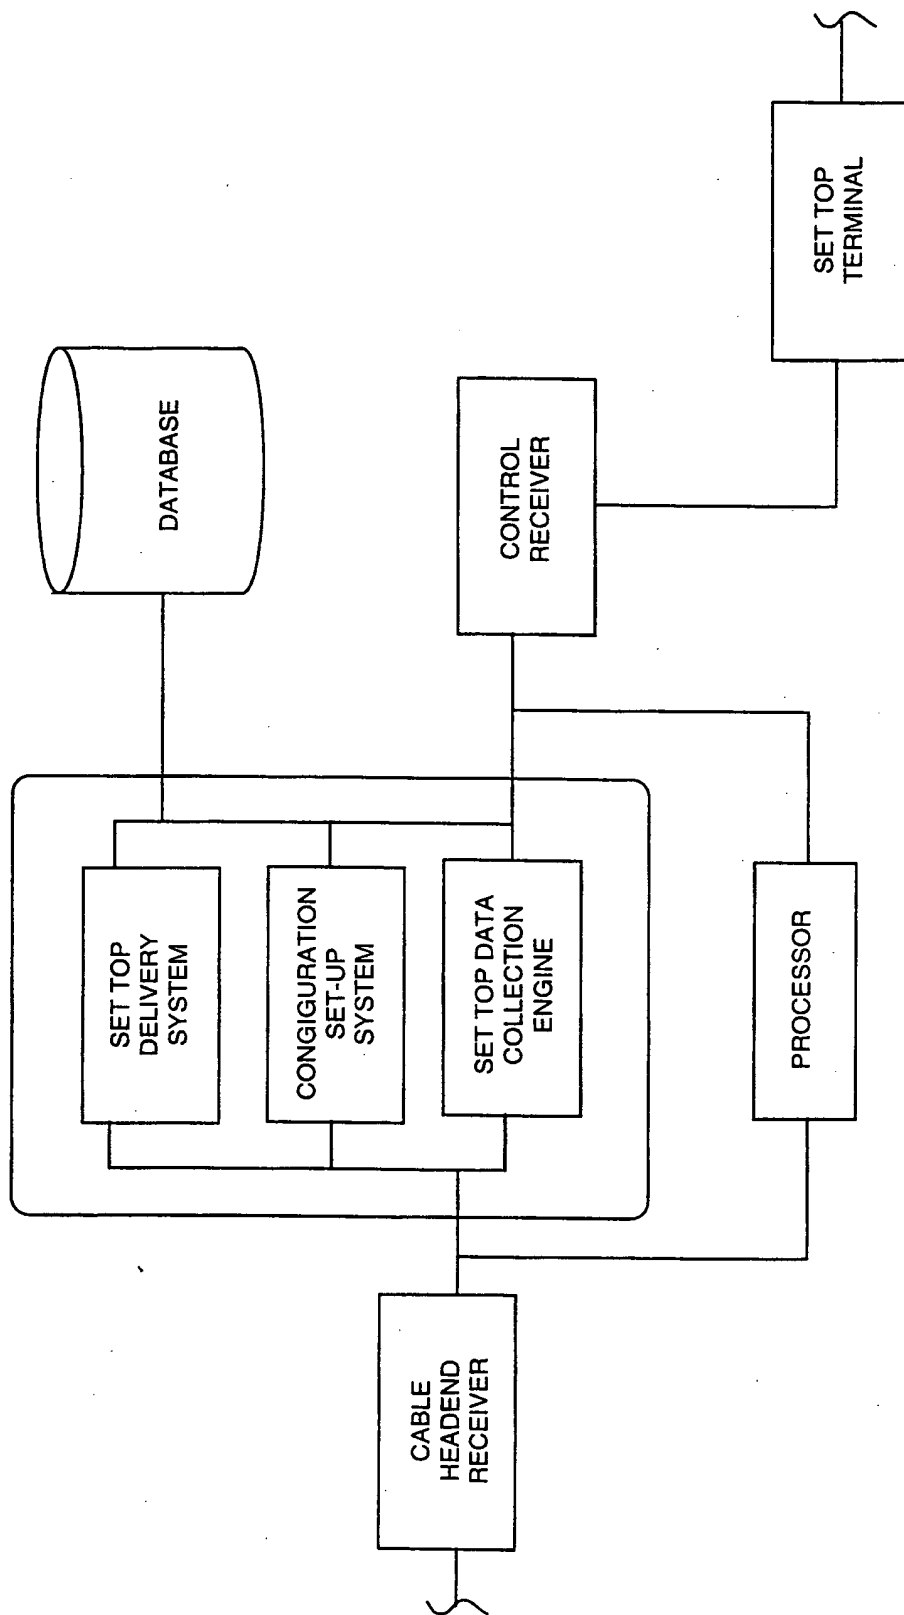 DATABASE
SET TOP
DELIVERY
SYSTEM
CONGIGURATION
SET-UP
SYSTEM
SET TOP DATA
COLLECTION
ENGINE
CABLE
HEADEND
RECEIVER
CONTROL
RECEIVER
PROCESSOR
SET TOP
TERMINAL